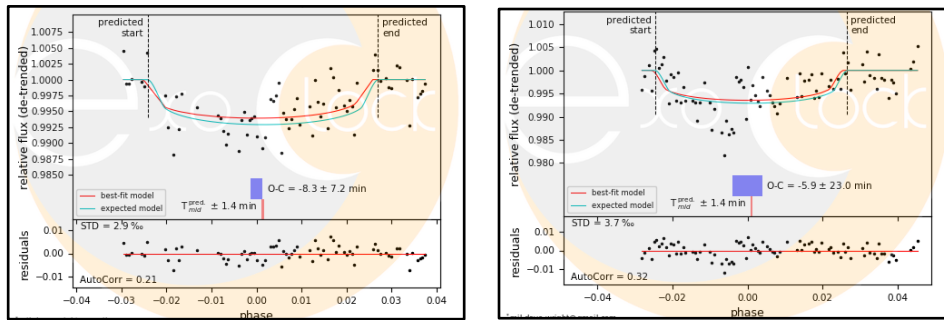 predicted
start
predicted
end
1.0075
1.0050
1.0025
1.0000
0.9975
0.9950
0.9925
0.9900
0.9875
0.9850
relative flux (de-trended)
exo clock
best-fit model
expected model
O-C = -8.3 ± 7.2 min
T pred. mid ± 1.4 min
STD = 2.9 ‰
0.01
0.00
−0.01
residuals
AutoCorr = 0.21
−0.04 −0.03 −0.02 −0.01 0.00 0.01 0.02 0.03 0.04
phase
predicted
start
predicted
end
1.010
1.005
1.000
0.995
0.990
0.985
0.980
relative flux (de-trended)
exo clock
best-fit model
expected model
O-C = -5.9 ± 23.0 min
T pred. mid ± 1.4 min
STD = 3.7 ‰
0.01
0.00
−0.01
residuals
AutoCorr = 0.32
−0.04 −0.02 0.00 0.02 0.04
phase